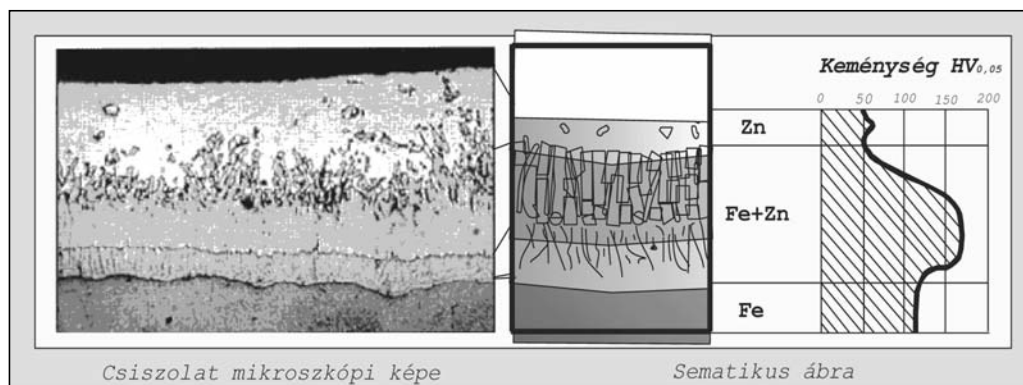 Keménység HV0,05
0 50 100 150 200
Zn
Fe+Zn
Fe
Csiszolat mikroszkópi képe
Sematikus ábra